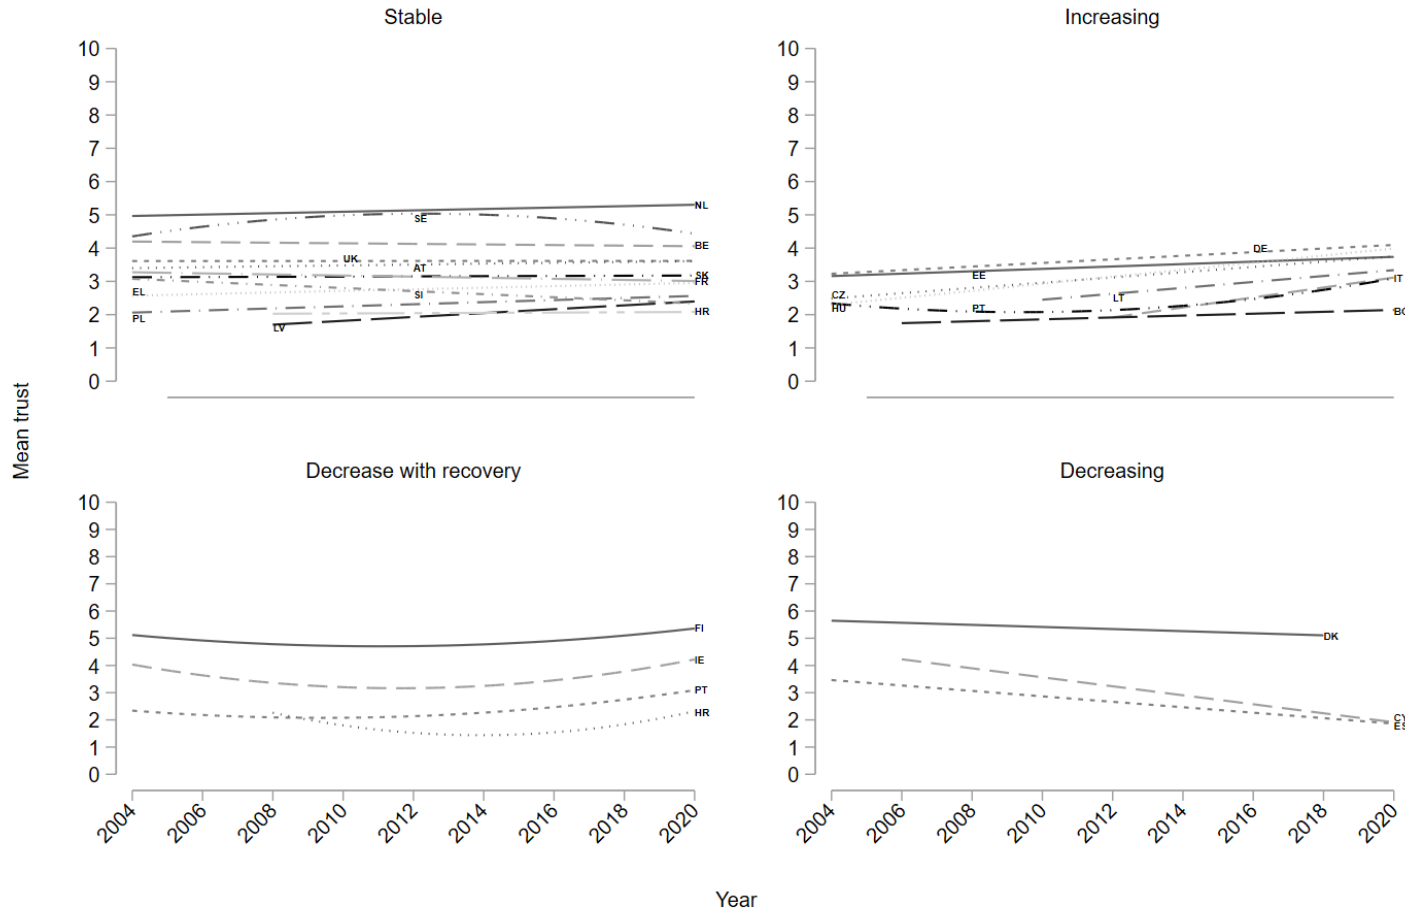 Stable
10
9
8
7
6
5
4
3
2
1
0
NL
SE
BE
UK
AT
SK
FR
EL
SI
PL
HR
LV
Increasing
10
9
8
7
6
5
4
3
2
1
0
DE
EE
IT
CZ
LT
HU
PT
BG
Mean trust
Decrease with recovery
10
9
8
7
6
5
4
3
2
1
0
FI
IE
PT
HR
2004 2006 2008 2010 2012 2014 2016 2018 2020
Decreasing
10
9
8
7
6
5
4
3
2
1
0
DK
CY
ES
2004 2006 2008 2010 2012 2014 2016 2018 2020
Year